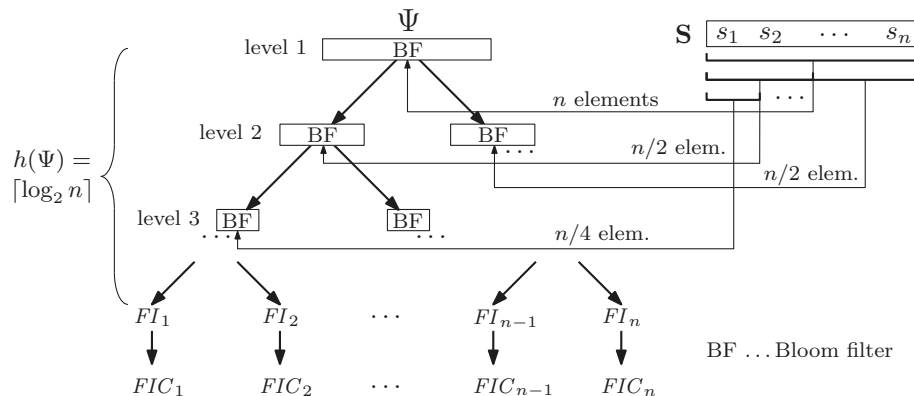 Ψ
level 1 BF
S s₁ s₂ ⋯ sₙ
⋯
n elements
level 2 BF BF
⋯
n/2 elem.
h(Ψ) =
⌈log₂ n⌉
n/2 elem.
level 3 BF BF
⋯ ⋯
n/4 elem.
FI₁ FI₂ ⋯ FIₙ₋₁ FIₙ
BF ... Bloom filter
FIC₁ FIC₂ ⋯ FICₙ₋₁ FICₙ